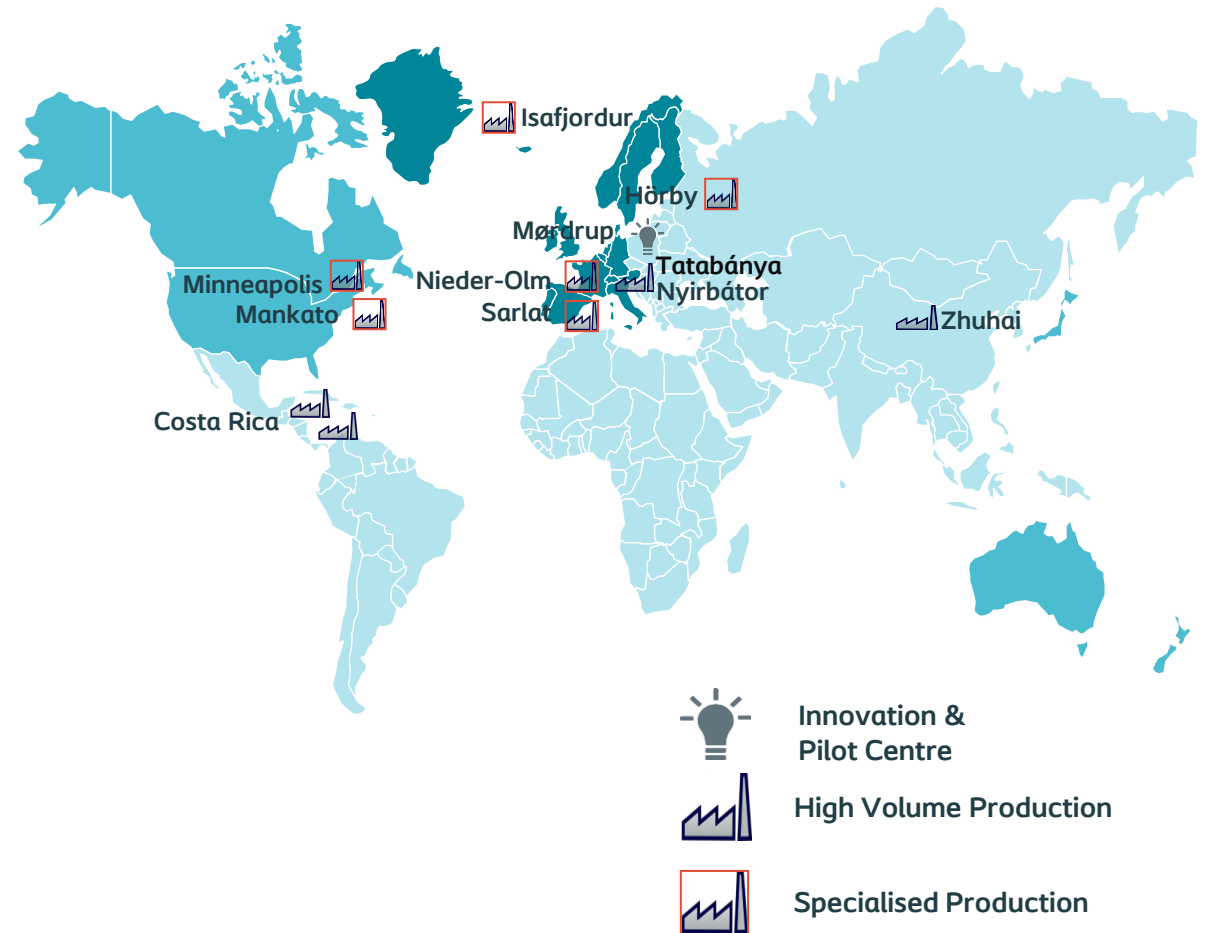 Isafjordur
Hörby
Mørdrup
Tatabánya
Nyirbátor
Nieder-Olm
Sarlat
Minneapolis
Mankato
Zhuhai
Costa Rica
Innovation &
Pilot Centre
High Volume Production
Specialised Production